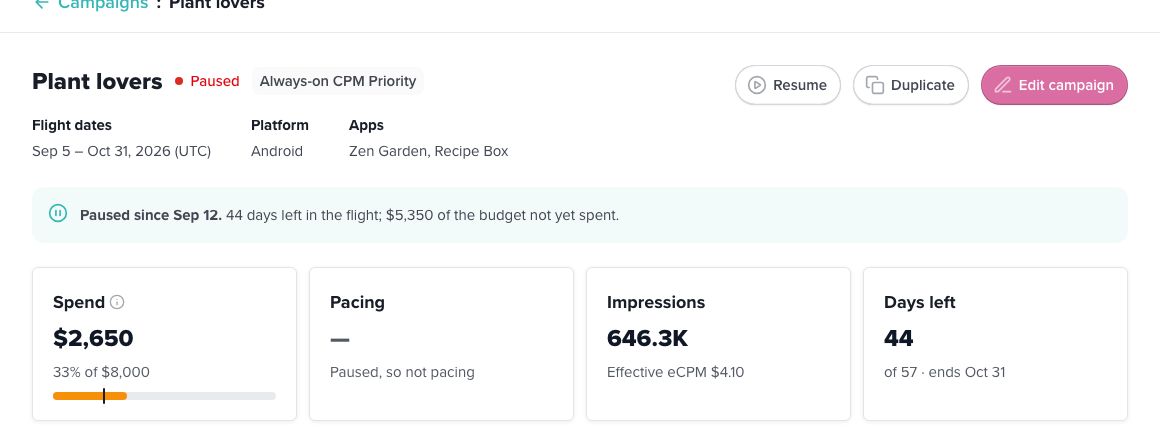 ← Campaigns : Plant lovers
Plant lovers Paused Always-on CPM Priority Resume Duplicate Edit campaign
Flight dates Platform Apps
Sep 5 – Oct 31, 2026 (UTC) Android Zen Garden, Recipe Box
Paused since Sep 12. 44 days left in the flight; $5,350 of the budget not yet spent.
Spend
$2,650
33% of $8,000
Pacing
—
Paused, so not pacing
Impressions
646.3K
Effective eCPM $4.10
Days left
44
of 57 · ends Oct 31